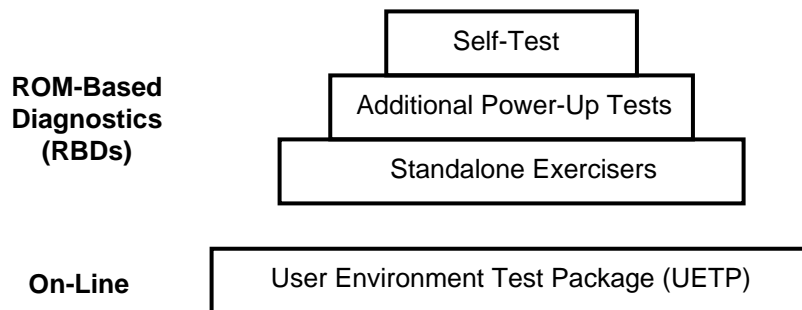 Self-Test
ROM-Based
Diagnostics
(RBDs)
Additional Power-Up Tests
Standalone Exercisers
On-Line
User Environment Test Package (UETP)